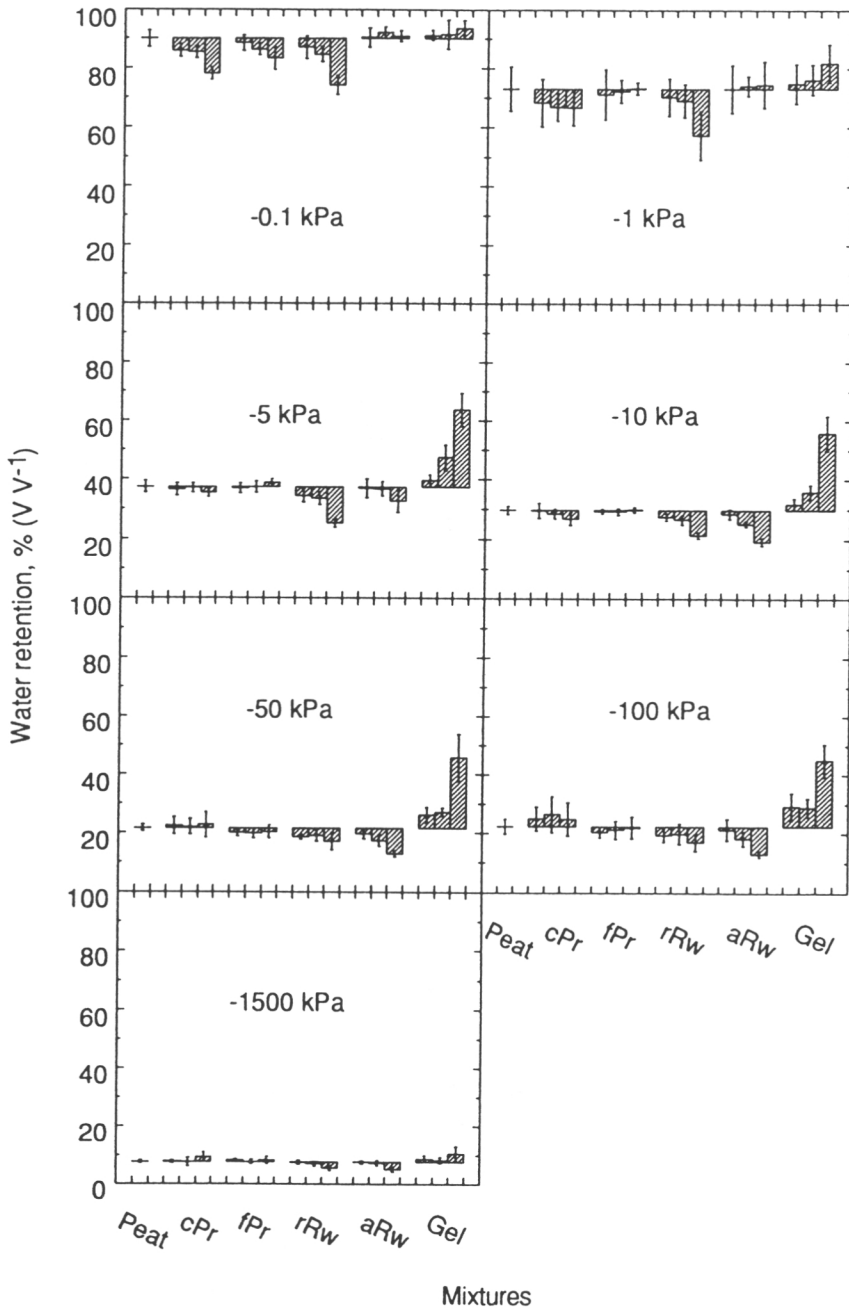 100
80
60
40
20
-0.1 kPa
-1 kPa
100
80
60
40
20
-5 kPa
-10 kPa
Water retention, % (V V-1)
100
80
60
40
20
-50 kPa
-100 kPa
Peat cPr fPr rRw aRw Gel
100
80
60
40
20
0
-1500 kPa
Peat cPr fPr rRw aRw Gel
Mixtures